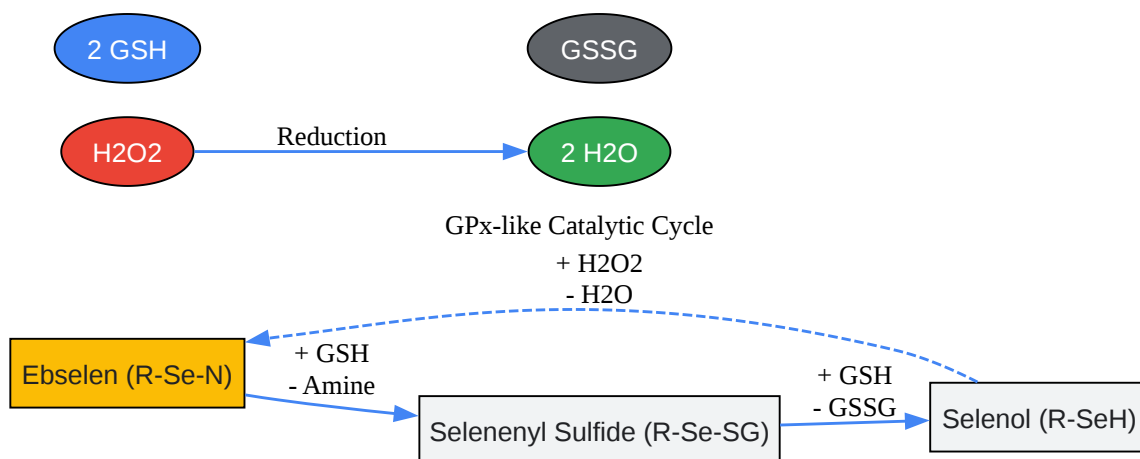 2 GSH
GSSG
H2O2
Reduction
2 H2O
GPx-like Catalytic Cycle
+ H2O2
- H2O
Ebselen (R-Se-N)
+ GSH
- Amine
Selenenyl Sulfide (R-Se-SG)
+ GSH
- GSSG
Selenol (R-SeH)